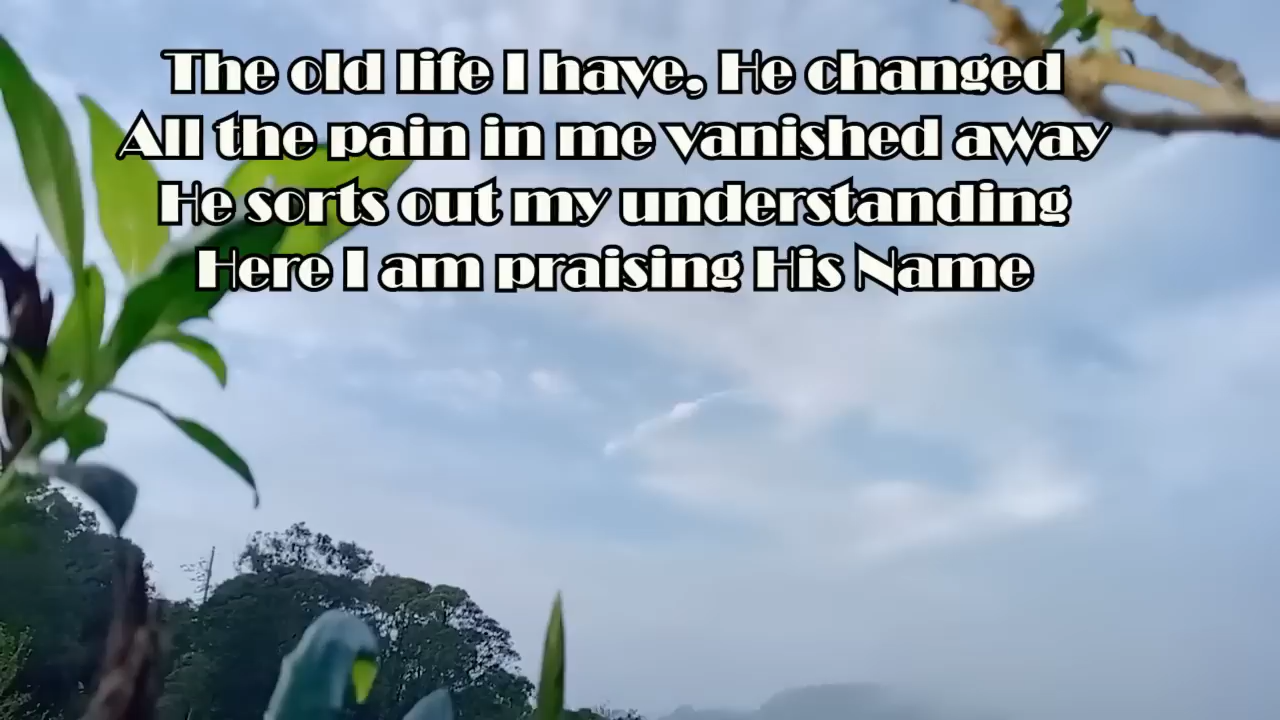 The old life I have, He changed
All the pain in me vanished away
He sorts out my understanding
Here I am praising His Name